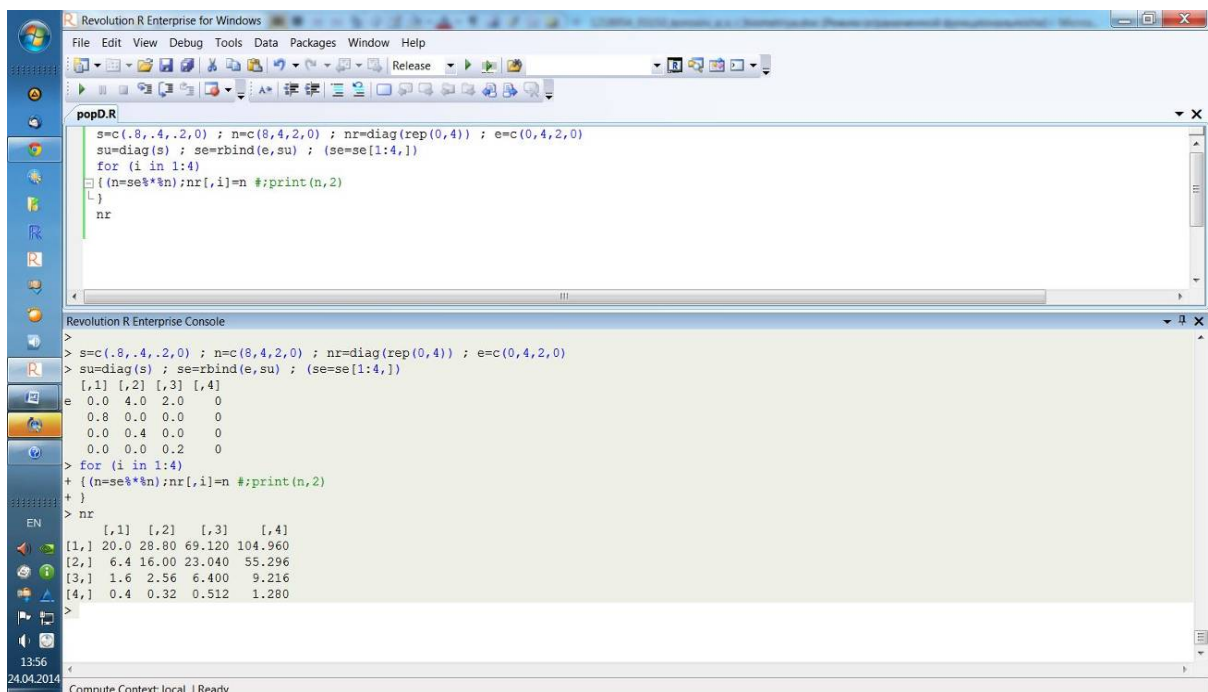 Revolution R Enterprise for Windows
File Edit View Debug Tools Data Packages Window Help
Release
popD.R
s=c(.8,.4,.2,0) ; n=c(8,4,2,0) ; nr=diag(rep(0,4)) ; e=c(0,4,2,0)
su=diag(s) ; se=rbind(e,su) ; (se=se[1:4,])
for (i in 1:4)
{(n=se%*%n);nr[,i]=n #;print(n,2)
}
nr
Revolution R Enterprise Console
>
> s=c(.8,.4,.2,0) ; n=c(8,4,2,0) ; nr=diag(rep(0,4)) ; e=c(0,4,2,0)
> su=diag(s) ; se=rbind(e,su) ; (se=se[1:4,])
[,1] [,2] [,3] [,4]
e 0.0 4.0 2.0 0
0.8 0.0 0.0 0
0.0 0.4 0.0 0
0.0 0.0 0.2 0
> for (i in 1:4)
+ {(n=se%*%n);nr[,i]=n #;print(n,2)
+ }
> nr
[,1] [,2] [,3] [,4]
[1,] 20.0 28.80 69.120 104.960
[2,] 6.4 16.00 23.040 55.296
[3,] 1.6 2.56 6.400 9.216
[4,] 0.4 0.32 0.512 1.280
>
EN
13:56
24.04.2014
Compute Context: local | Ready